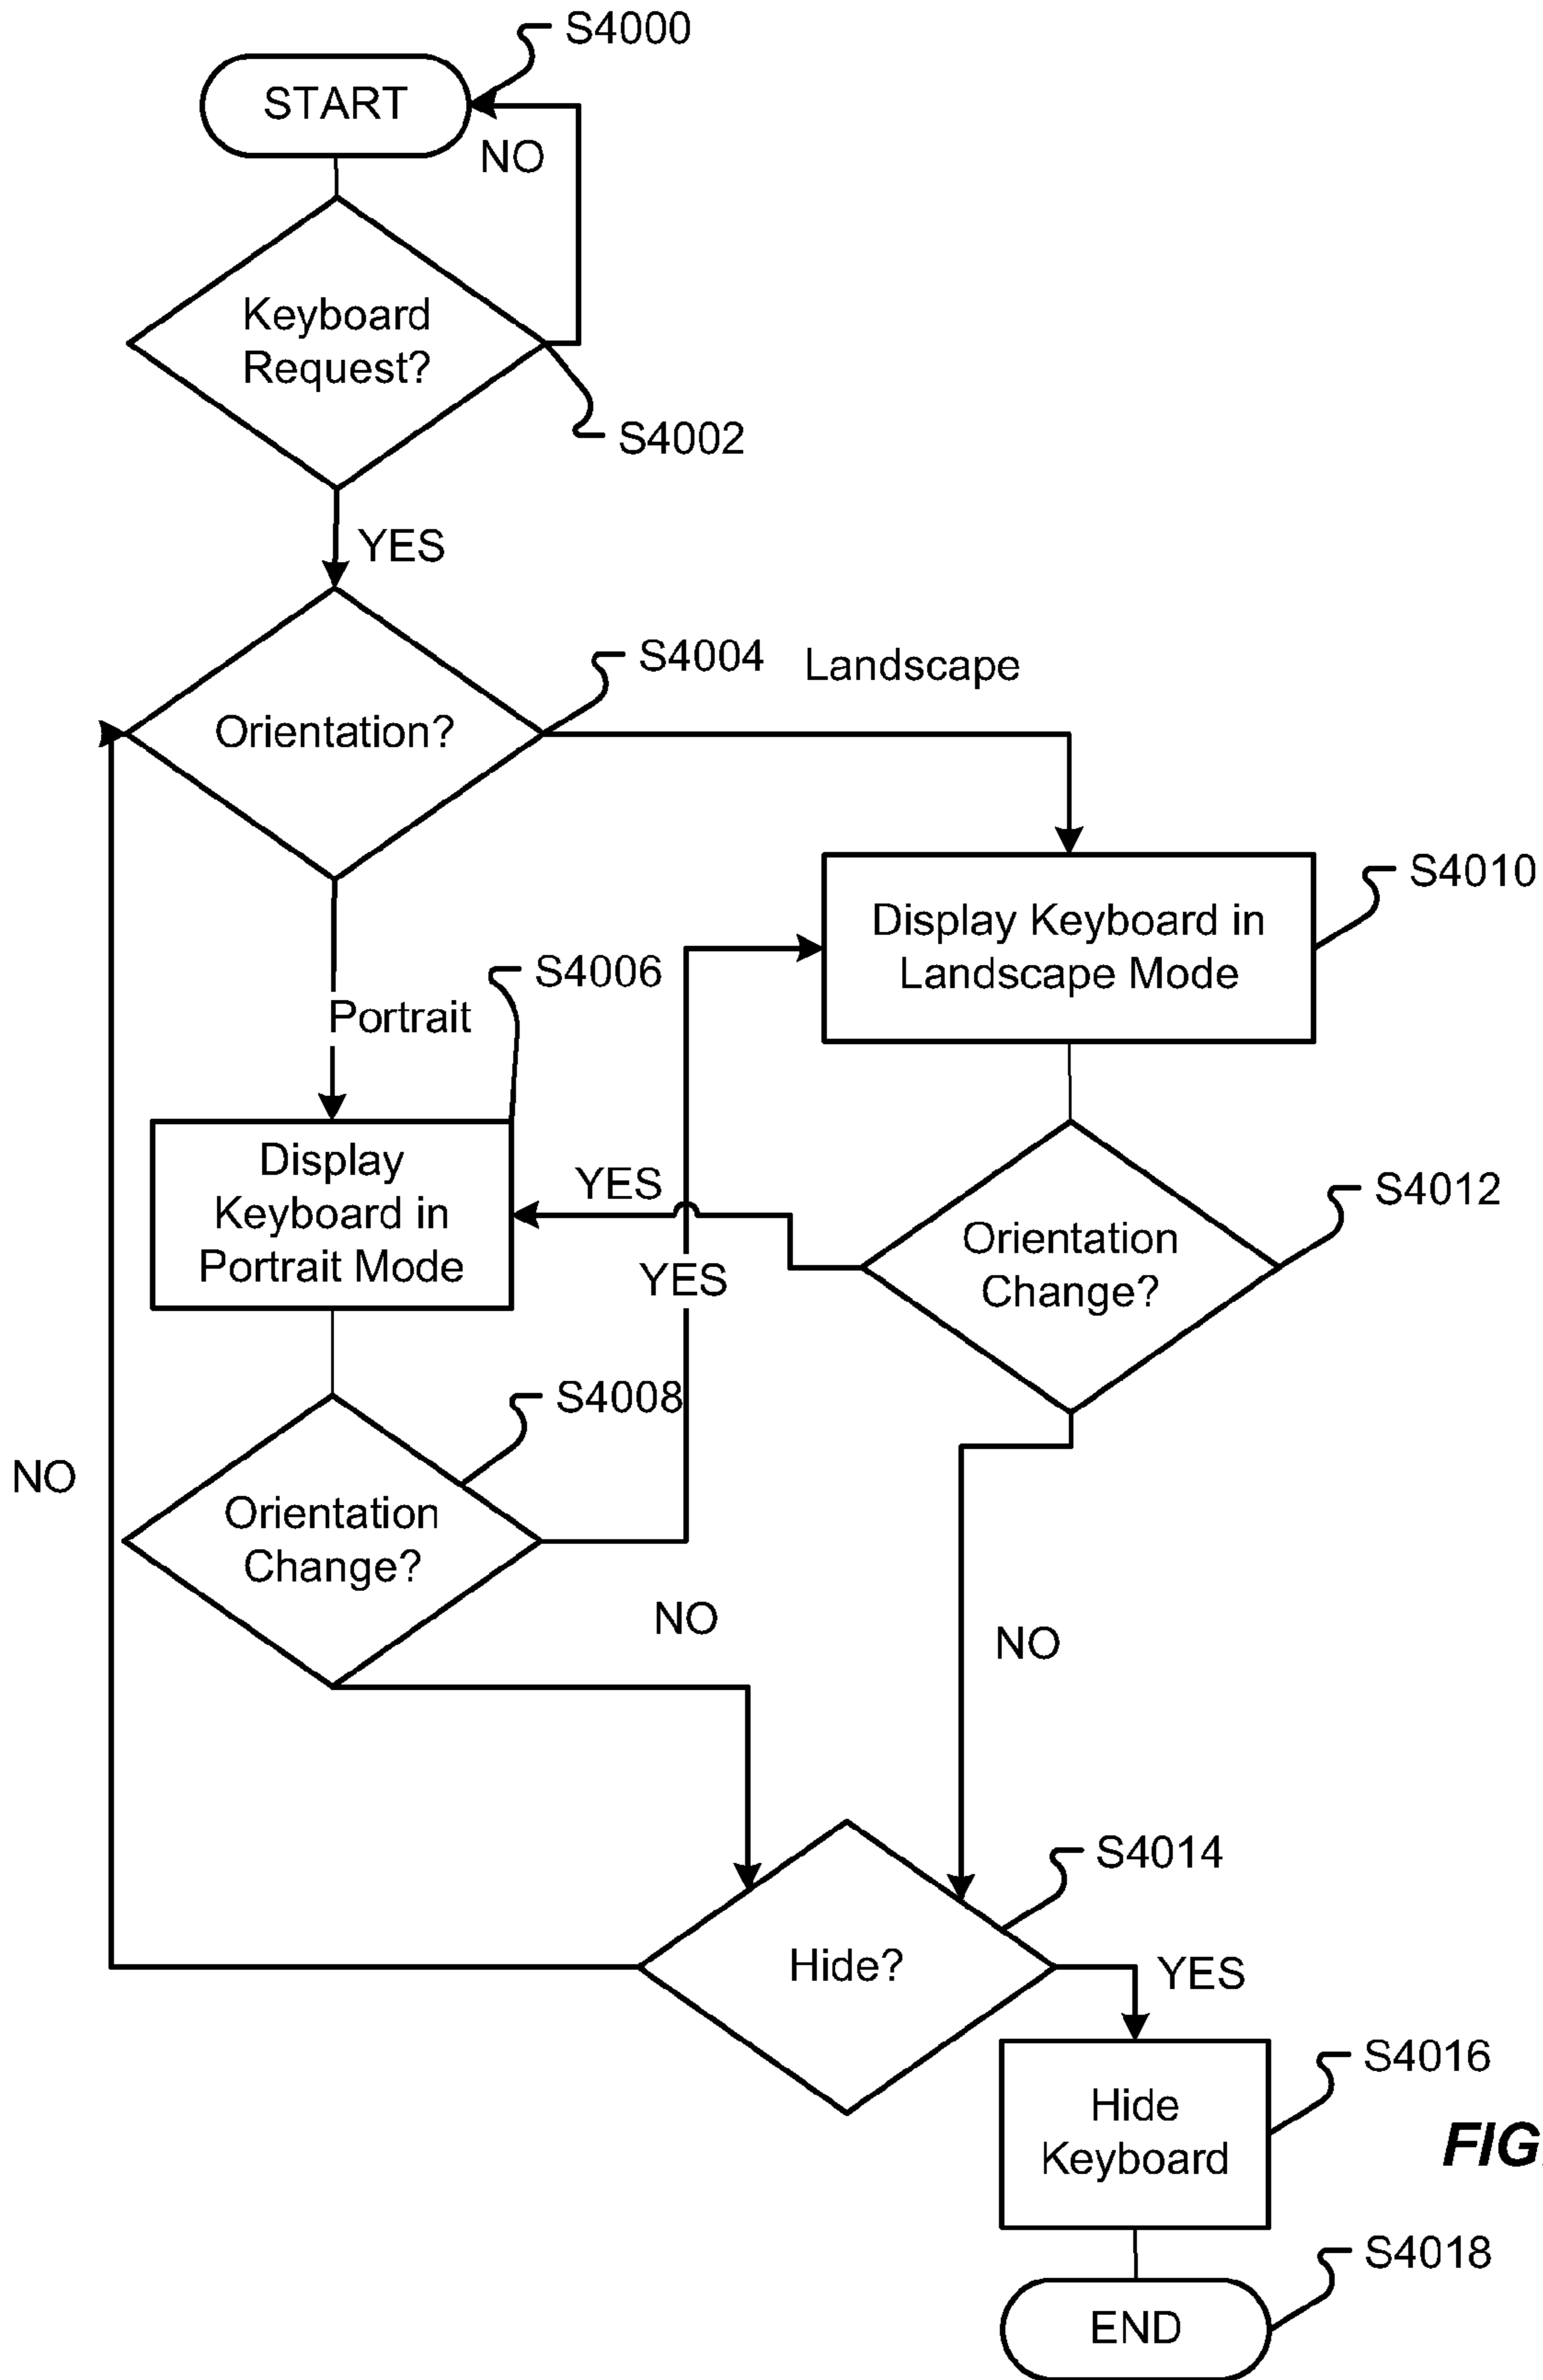 S4000
START
NO
Keyboard
Request?
S4002
YES
S4004
Landscape
Orientation?
S4010
Display Keyboard in
Landscape Mode
S4006
Portrait
Display
Keyboard in
Portrait Mode
YES
S4012
Orientation
Change?
YES
S4008
NO
Orientation
Change?
NO
NO
S4014
Hide?
YES
S4016
Hide
Keyboard
FIG.
S4018
END